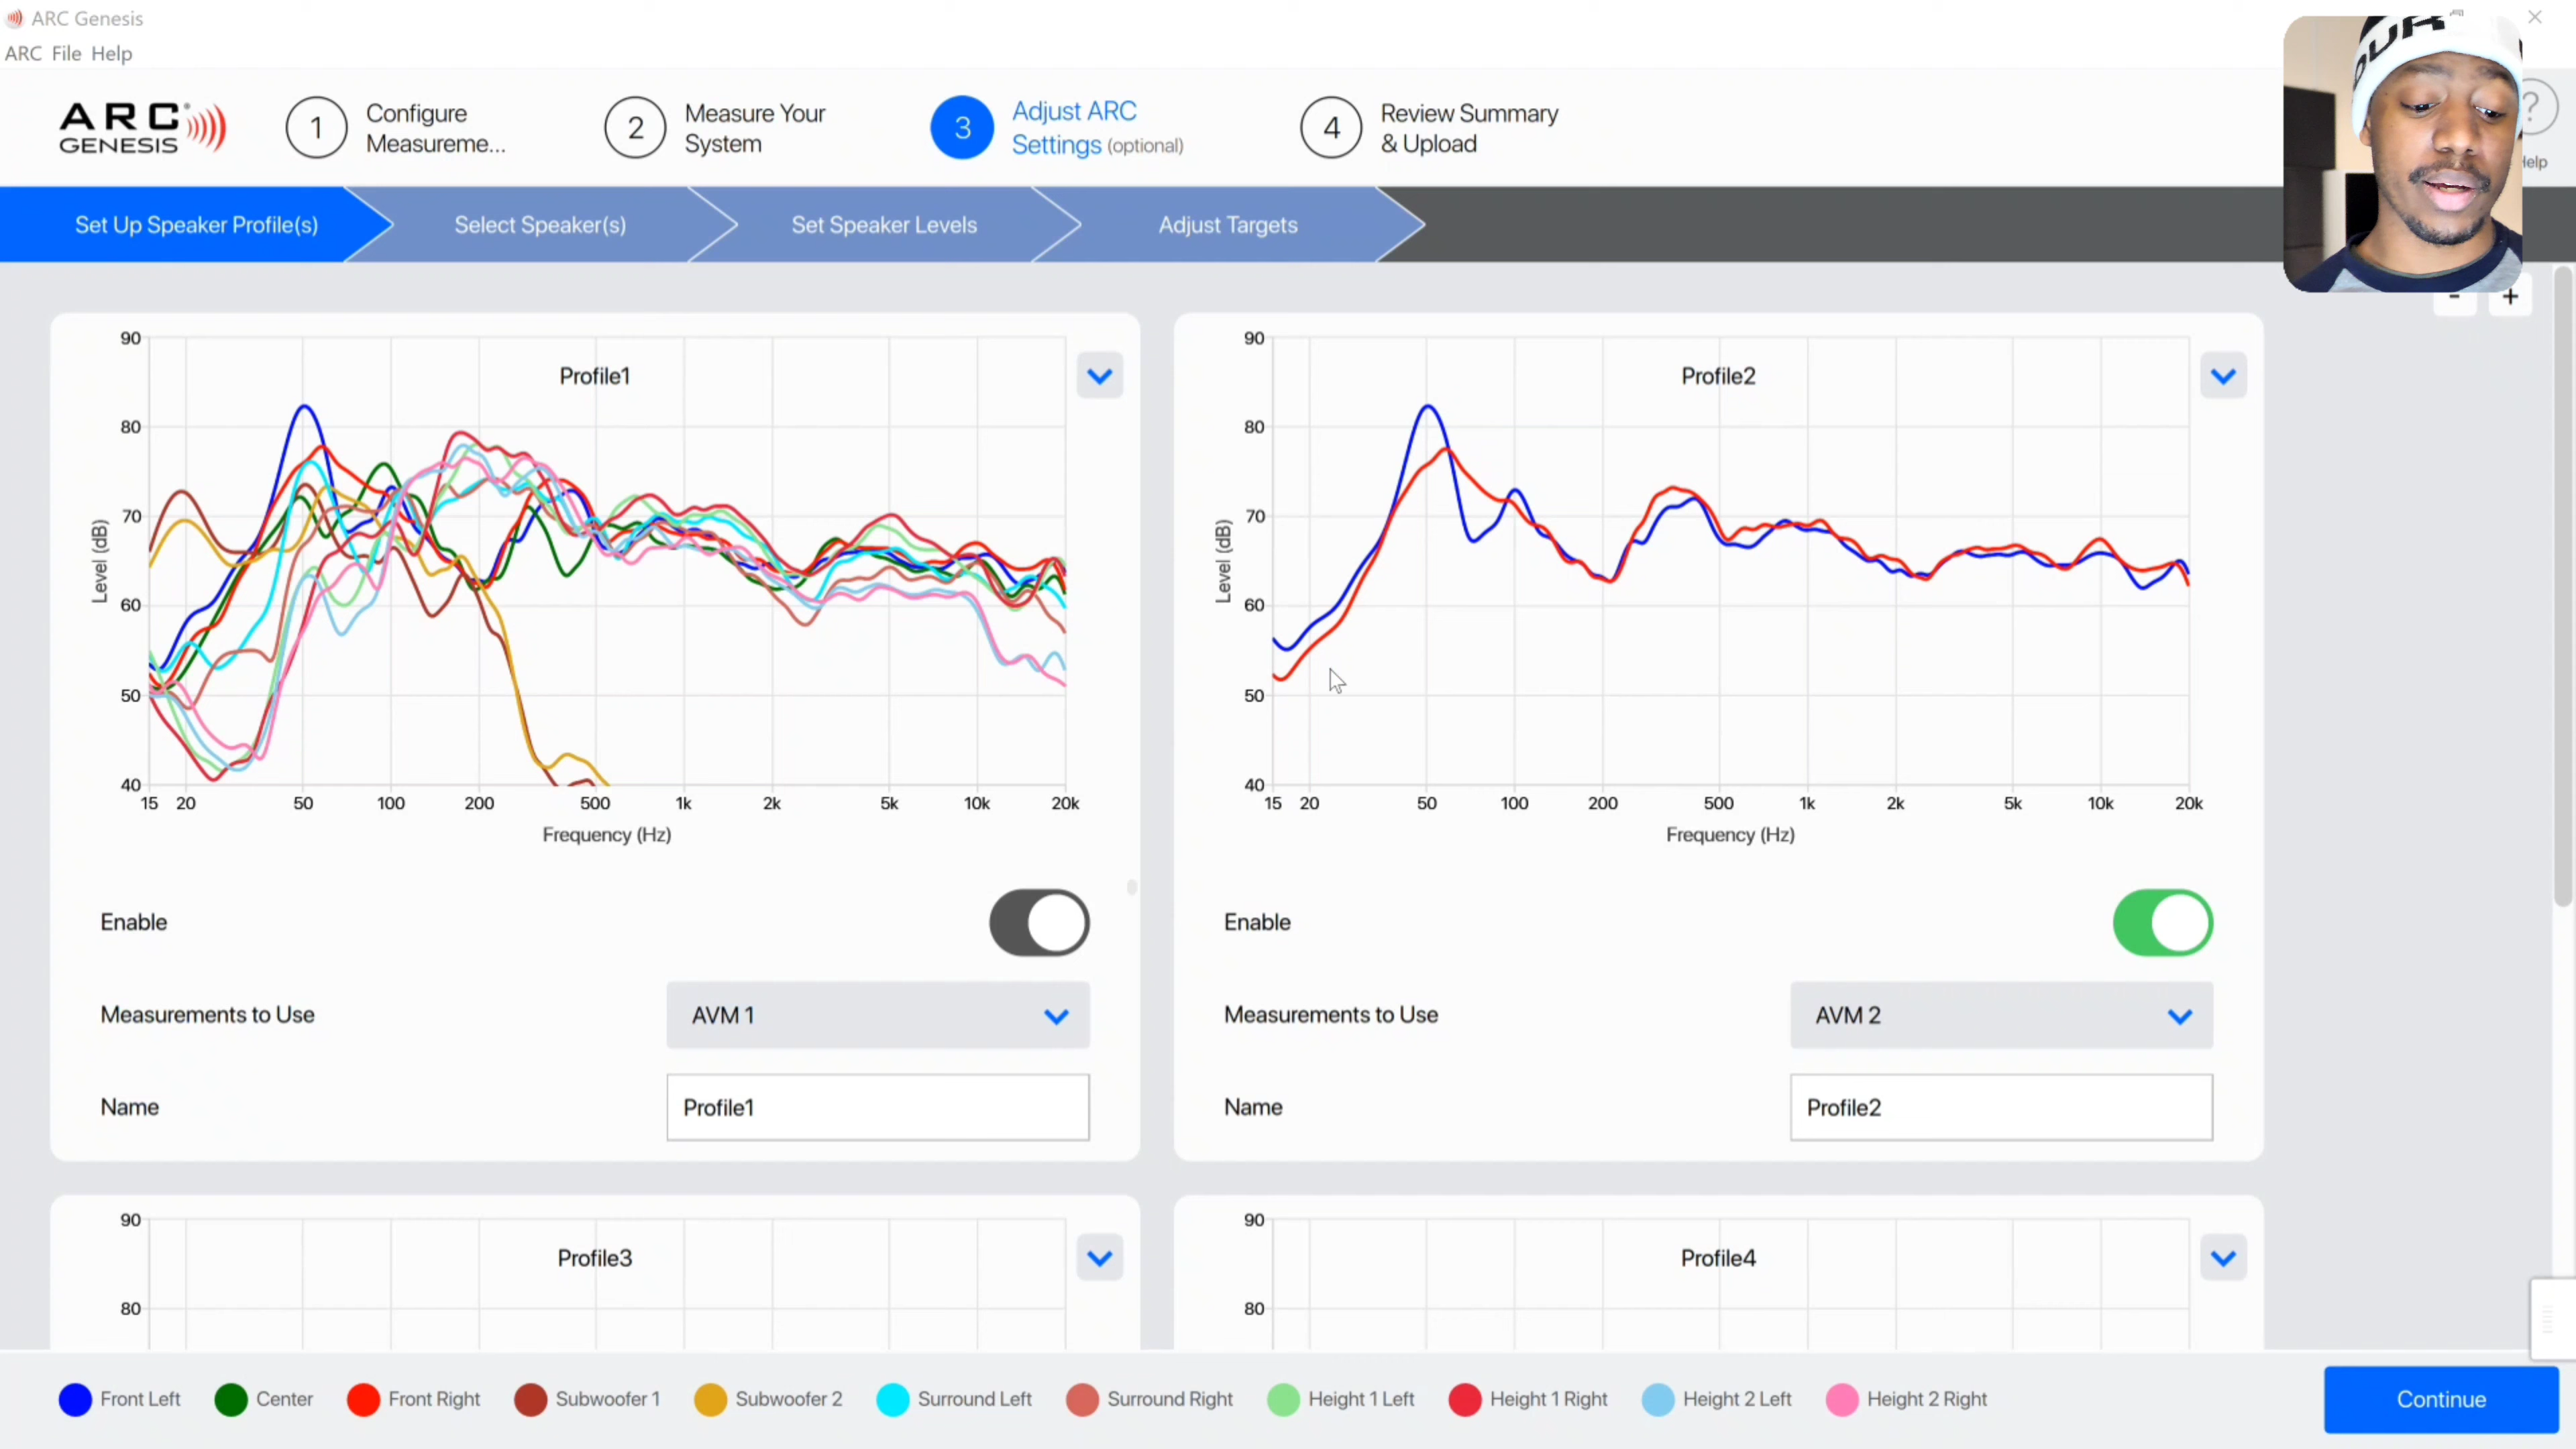 ARC Genesis
ARC File Help
ARC
GENESIS
1
Configure
Measureme...
2
Measure Your
System
3
Adjust ARC
Settings (optional)
4
Review Summary
& Upload
?
Help
Set Up Speaker Profile(s)
Select Speaker(s)
Set Speaker Levels
Adjust Targets
- +
Profile1
90
80
70
60
50
40
Level (dB)
15 20 50 100 200 500 1k 2k 5k 10k 20k
Frequency (Hz)
Enable
Measurements to Use
AVM 1
Name
Profile1
Profile2
90
80
70
60
50
40
Level (dB)
15 20 50 100 200 500 1k 2k 5k 10k 20k
Frequency (Hz)
Enable
Measurements to Use
AVM 2
Name
Profile2
90
Profile3
80
90
Profile4
80
Front Left
Center
Front Right
Subwoofer 1
Subwoofer 2
Surround Left
Surround Right
Height 1 Left
Height 1 Right
Height 2 Left
Height 2 Right
Continue